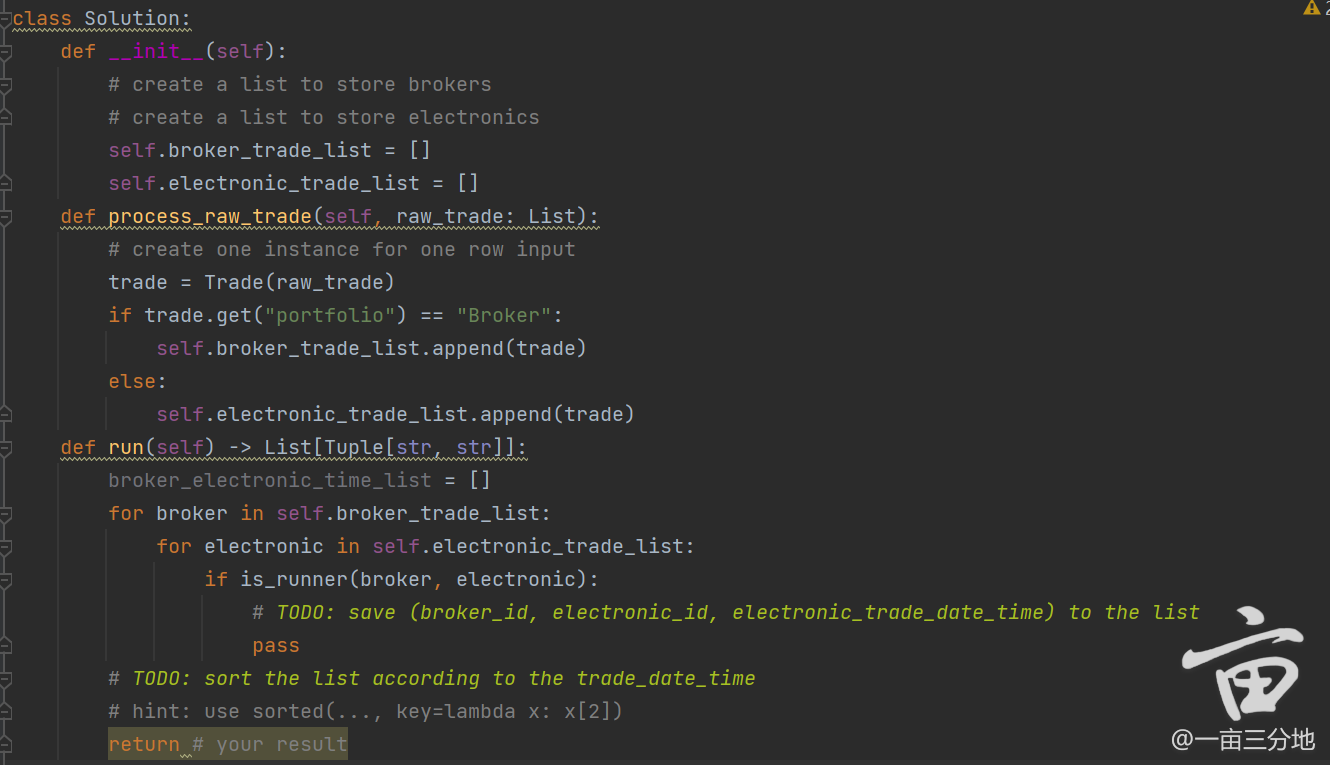 class Solution:
    def __init__(self):
        # create a list to store brokers
        # create a list to store electronics
        self.broker_trade_list = []
        self.electronic_trade_list = []
    def process_raw_trade(self, raw_trade: List):
        # create one instance for one row input
        trade = Trade(raw_trade)
        if trade.get("portfolio") == "Broker":
            self.broker_trade_list.append(trade)
        else:
            self.electronic_trade_list.append(trade)
    def run(self) -> List[Tuple[str, str]]:
        broker_electronic_time_list = []
        for broker in self.broker_trade_list:
            for electronic in self.electronic_trade_list:
                if is_runner(broker, electronic):
                    # TODO: save (broker_id, electronic_id, electronic_trade_date_time) to the list
                    pass
        # TODO: sort the list according to the trade_date_time
        # hint: use sorted(..., key=lambda x: x[2])
        return # your result
亩
@一亩三分地